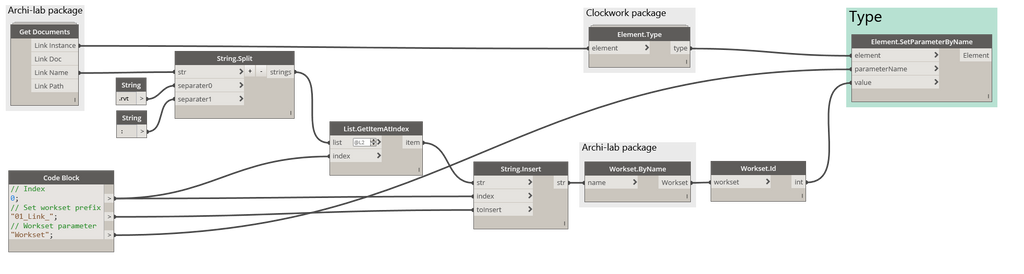 Archi-lab package
Get Documents
Link Instance
Link Doc
Link Name
Link Path
String
.rvt >
String
: >
String.Split
str > + - strings
separater0 >
separater1 >
Code Block
// Index
0; >
// Set workset prefix
"01_Link_"; >
// Workset parameter
"Workset"; >
List.GetItemAtIndex
list @L2 > item
index >
String.Insert
str > str
index >
toInsert >
Clockwork package
Element.Type
element > type
Archi-lab package
Workset.ByName
name > Workset
Workset.Id
workset > int
Type
Element.SetParameterByName
element > Element
parameterName >
value >